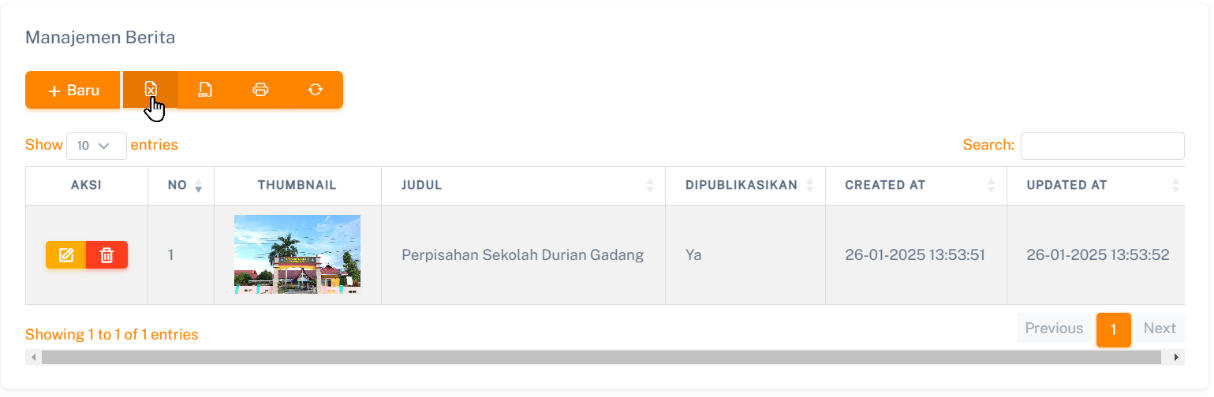 Manajemen Berita
+ Baru
Show 10 entries
Search:
AKSI NO THUMBNAIL JUDUL DIPUBLIKASIKAN CREATED AT UPDATED AT
1 Perpisahan Sekolah Durian Gadang Ya 26-01-2025 13:53:51 26-01-2025 13:53:52
Showing 1 to 1 of 1 entries
Previous 1 Next